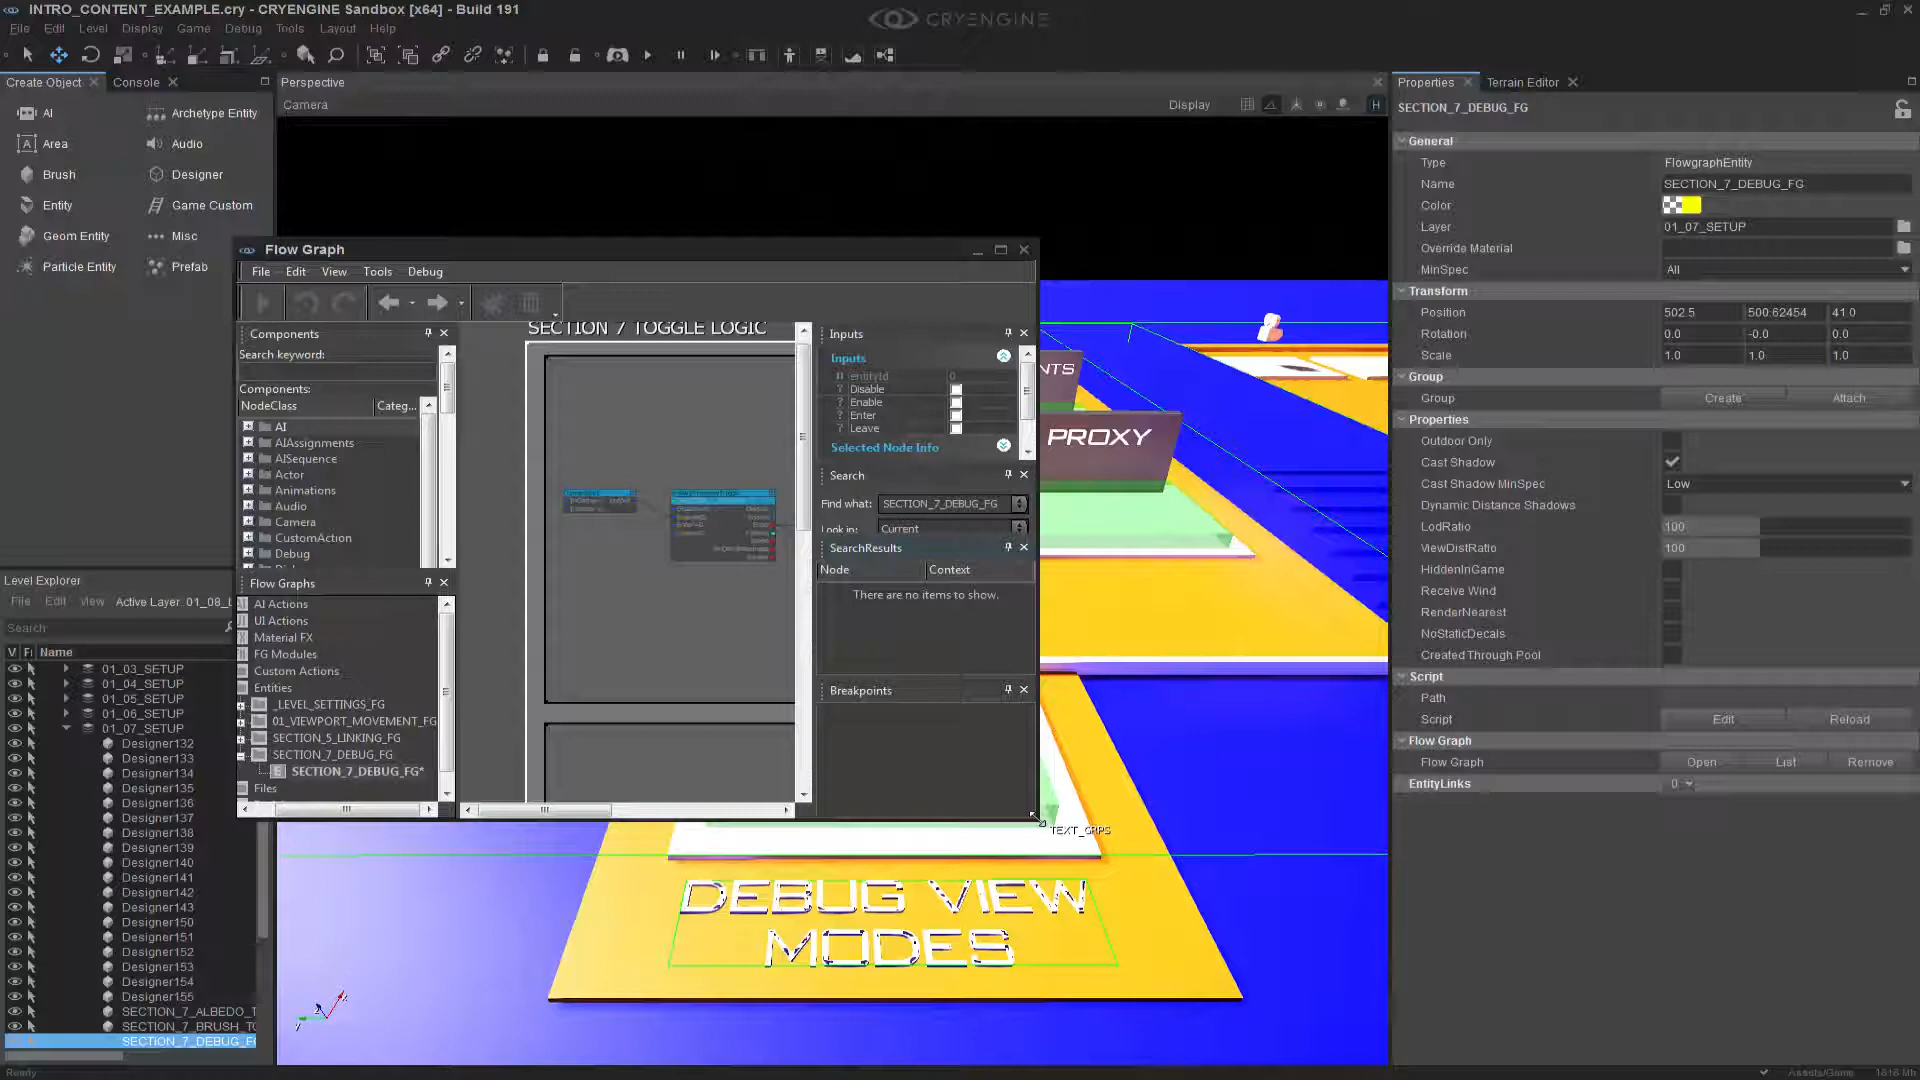 INTRO_CONTENT_EXAMPLE.cry - CRYENGINE Sandbox [x64] - Build 191
CRYENGINE
File Edit Level Display Game Debug Tools Layout Help
Create Object
Console
AI
Archetype Entity
Area
Audio
Brush
Designer
Entity
Game Custom
Geom Entity
Misc
Particle Entity
Prefab
Perspective
Camera
Display
H
Flow Graph
File Edit View Tools Debug
Components
Search keyword:
Components:
NodeClass
Categ...
AI
AIAssignments
AISequence
Actor
Animations
Audio
Camera
CustomAction
Debug
Flow Graphs
AI Actions
UI Actions
Material FX
FG Modules
Custom Actions
Entities
_LEVEL_SETTINGS_FG
01_VIEWPORT_MOVEMENT_FG
SECTION_5_LINKING_FG
SECTION_7_DEBUG_FG
SECTION_7_DEBUG_FG*
Files
SECTION 7 TOGGLE LOGIC
Inputs
Inputs
entityId 0
Disable
Enable
Enter
Leave
Selected Node Info
Search
Find what: SECTION_7_DEBUG_FG
Look in: Current
SearchResults
Node
Context
There are no items to show.
Breakpoints
Level Explorer
File Edit View Active Layer: 01_08_L
Search
V Name
01_03_SETUP
01_04_SETUP
01_05_SETUP
01_06_SETUP
01_07_SETUP
Designer132
Designer133
Designer134
Designer135
Designer136
Designer137
Designer138
Designer139
Designer140
Designer141
Designer142
Designer143
Designer150
Designer151
Designer152
Designer153
Designer154
Designer155
SECTION_7_ALBEDO_T
SECTION_7_BRUSH_TO
SECTION_7_DEBUG_F
Ready
NTS
PROXY
TEXT_GRPS
DEBUG VIEW
MODES
Properties
Terrain Editor
SECTION_7_DEBUG_FG
General
Type FlowgraphEntity
Name SECTION_7_DEBUG_FG
Color
Layer 01_07_SETUP
Override Material
MinSpec All
Transform
Position 502.5 500.62454 41.0
Rotation 0.0 -0.0 0.0
Scale 1.0 1.0 1.0
Group
Group Create Attach
Properties
Outdoor Only
Cast Shadow
Cast Shadow MinSpec Low
Dynamic Distance Shadows
LodRatio 100
ViewDistRatio 100
HiddenInGame
Receive Wind
RenderNearest
NoStaticDecals
Created Through Pool
Script
Path
Script Edit Reload
Flow Graph
Flow Graph Open List Remove
EntityLinks 0
Assets/Game 1818 Mb